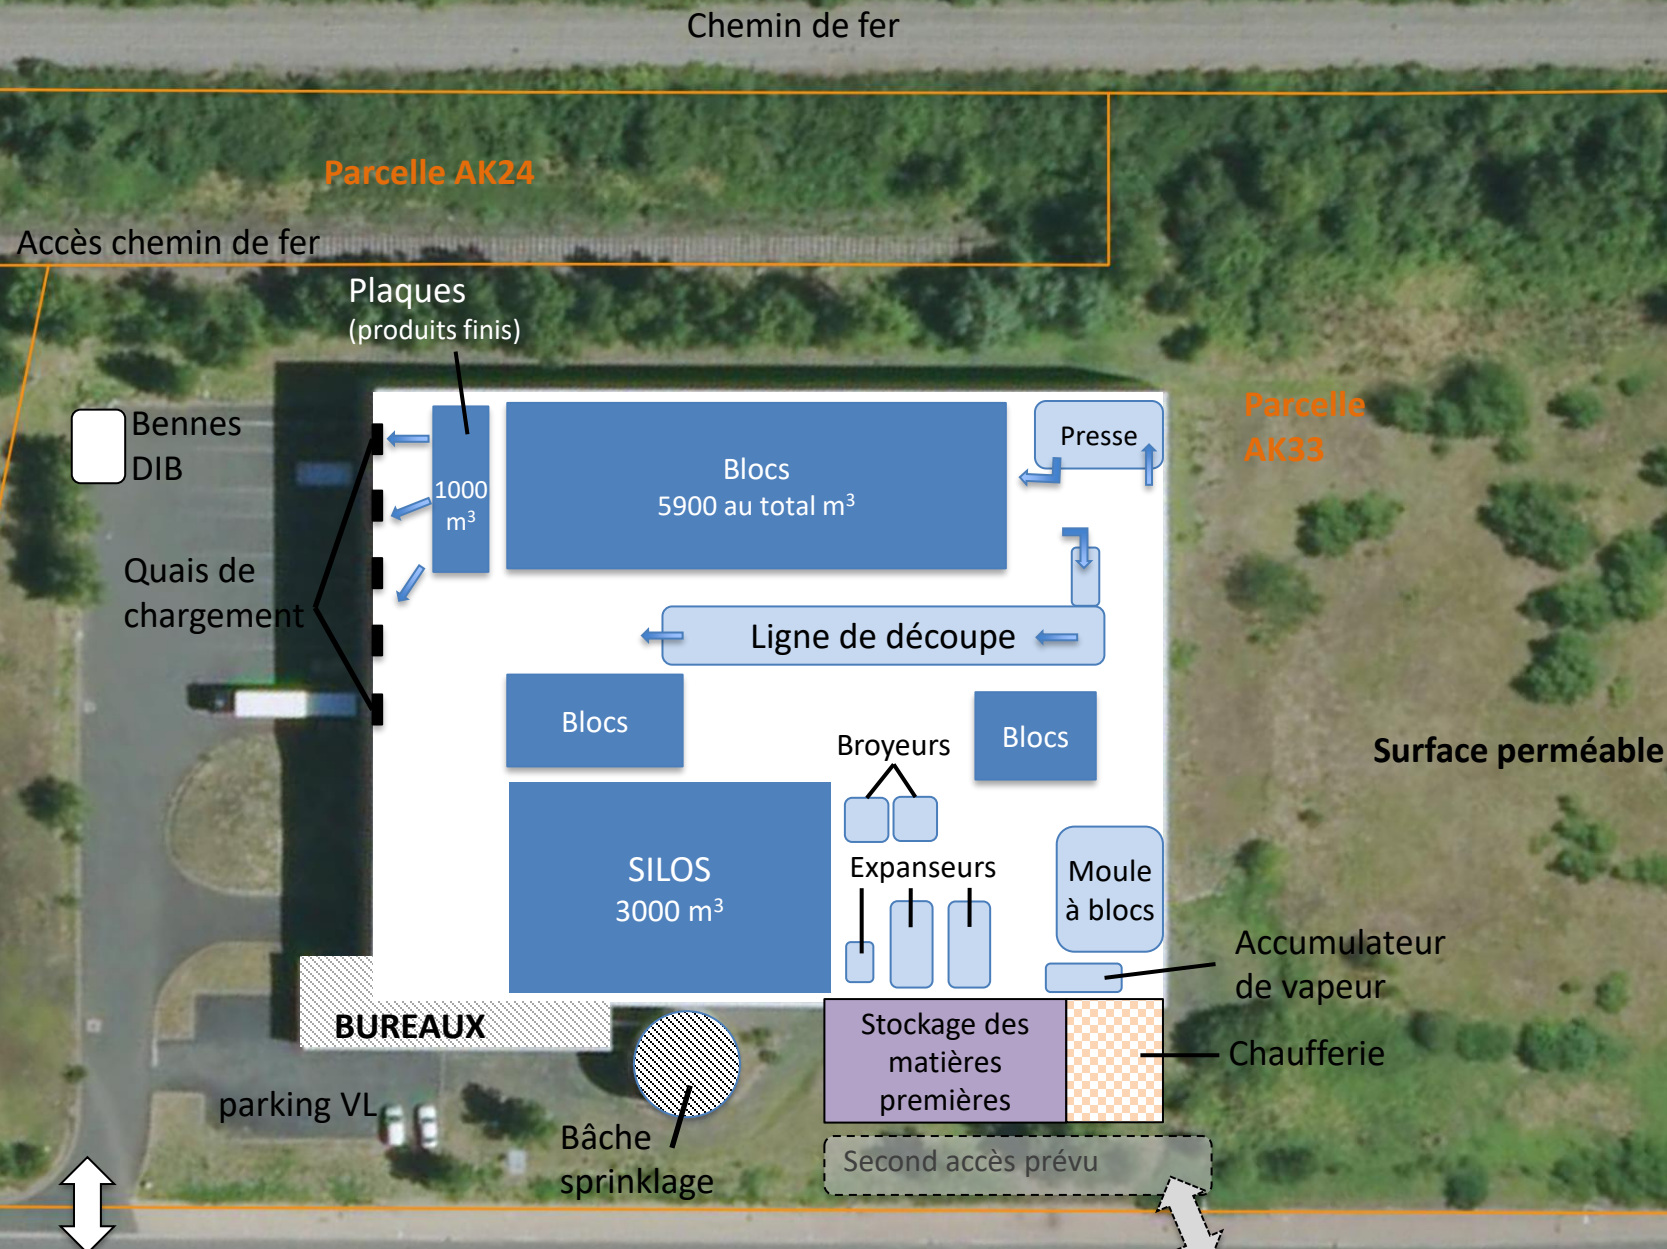 Chemin de fer
Parcelle AK24
Accès chemin de fer
Plaques
(produits finis)
Bennes
DIB
Parcelle
AK33
Presse
1000
m³
Blocs
5900 au total m³
Quais de
chargement
Ligne de découpe
Blocs
Broyeurs
Blocs
Surface perméable
SILOS
3000 m³
Expanseurs
Moule
à blocs
Accumulateur
de vapeur
BUREAUX
Stockage des
matières
premières
Chaufferie
parking VL
Bâche
sprinklage
Second accès prévu